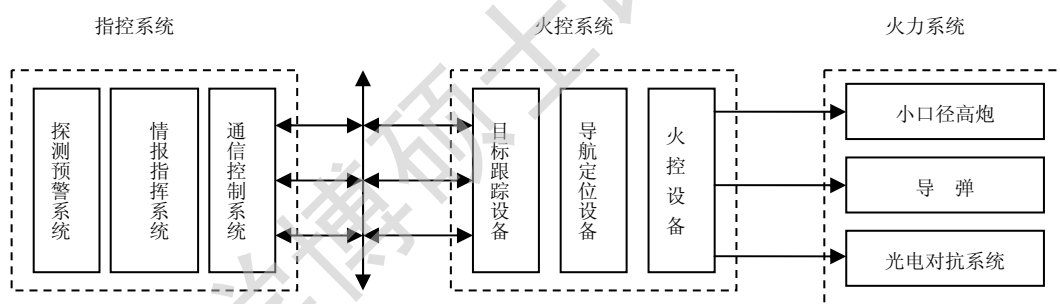 指控系统
火控系统
火力系统
探测预警系统
情报指挥系统
通信控制系统
目标跟踪设备
导航定位设备
火控设备
小口径高炮
导 弹
光电对抗系统
博硕士